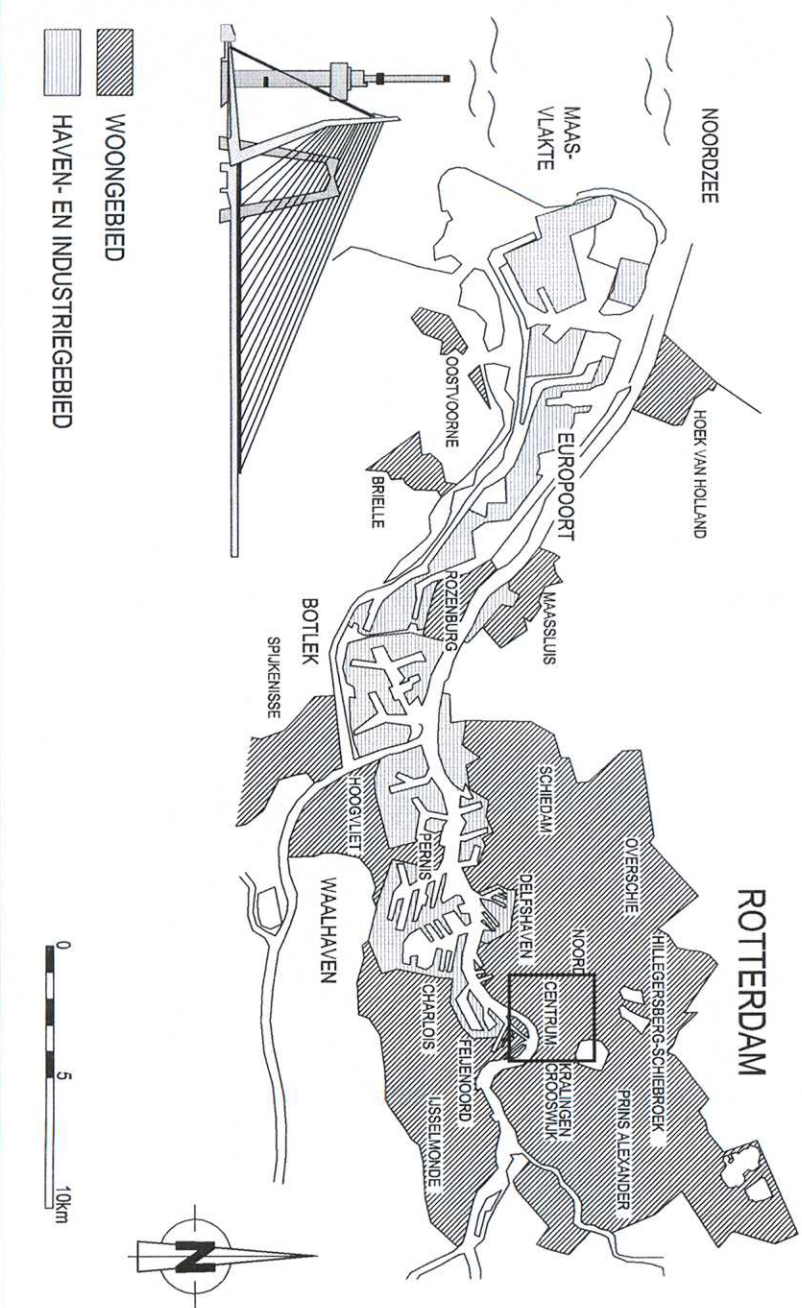 ROTTERDAM
NOORDZEE
MAAS-
VLAKTE
HOEK VAN HOLLAND
EUROPOORT
OOSTVOORNE
BRIELLE
MAASSLUIS
ROZENBURG
BOTLEK
SPIJKENISSE
HOOGVLIET
PERNIS
WAALHAVEN
SCHIEDAM
OVERSCHIE
HILLEGERSBERG-SCHIEBROEK
DELFSHAVEN
NOORD
CENTRUM
KRALINGEN
CROOSWIJK
PRINS ALEXANDER
CHARLOIS
FEIJENOORD
IJSSELMONDE
WOONGEBIED
HAVEN- EN INDUSTRIEGEBIED
0
5
10km
N